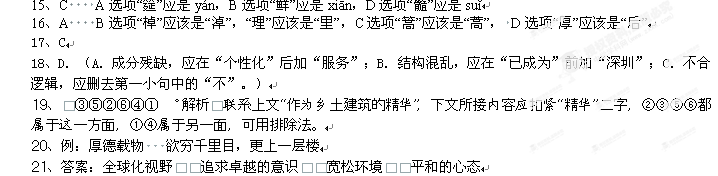 15、C····A 选项“筵”应是 yán，B 选项“鲜”应是 xiān，D 选项“髓”应是 suǐ
16、A····B 选项“棹”应该是“淖”，“理”应该是“里”，C 选项“篙”应该是“蒿”，·D 选项“厚”应该是“后”
17、C
18、D.（A．成分残缺，应在“个性化”后加“服务”；B．结构混乱，应在“已成为”前加“深圳”；C．不合
逻辑，应删去第一小句中的“不”。）
19、□③⑤②⑥④① 解析□联系上文“作为乡土建筑的精华”，下文所接内容应扣紧“精华”二字，②③⑤⑥都
属于这一方面，①④属于另一面，可用排除法。
20、例：厚德载物····欲穷千里目，更上一层楼
21、答案：全球化视野□□追求卓越的意识□□宽松环境□□平和的心态